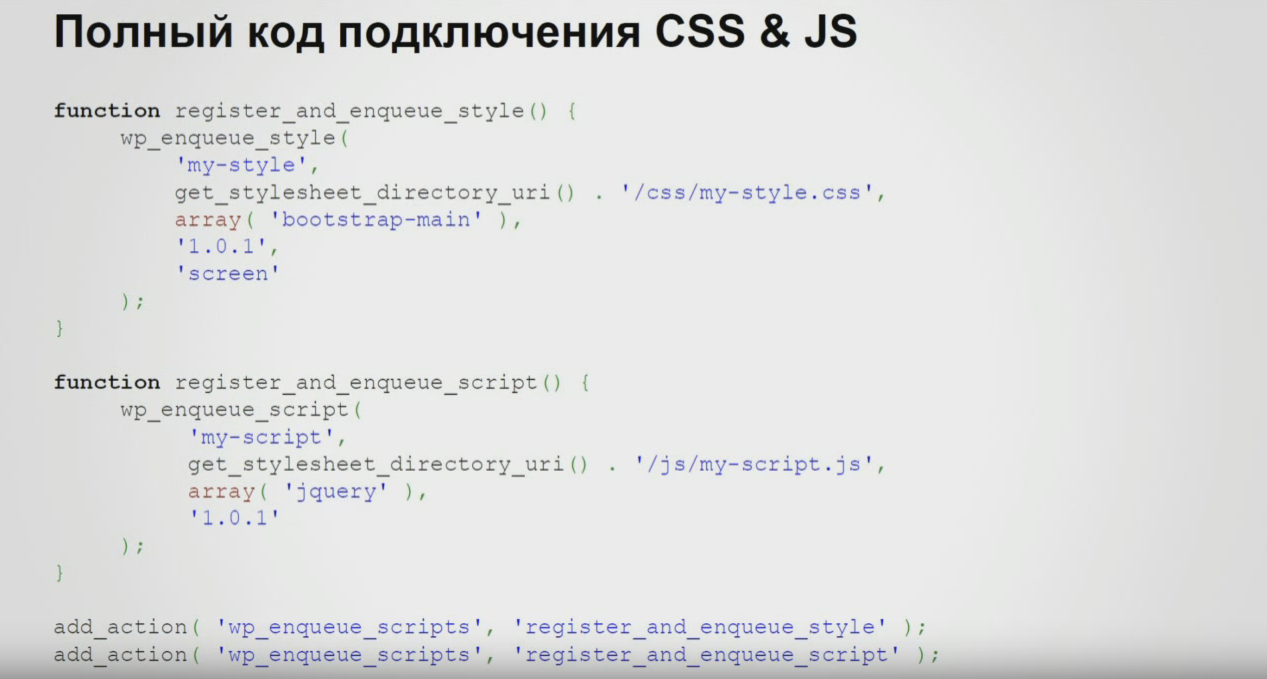 Полный код подключения CSS & JS
function register_and_enqueue_style() {
wp_enqueue_style(
'my-style',
get_stylesheet_directory_uri() . '/css/my-style.css',
array( 'bootstrap-main' ),
'1.0.1',
'screen'
);
}
function register_and_enqueue_script() {
wp_enqueue_script(
'my-script',
get_stylesheet_directory_uri() . '/js/my-script.js',
array( 'jquery' ),
'1.0.1'
);
}
add_action( 'wp_enqueue_scripts', 'register_and_enqueue_style' );
add_action( 'wp_enqueue_scripts', 'register_and_enqueue_script' );